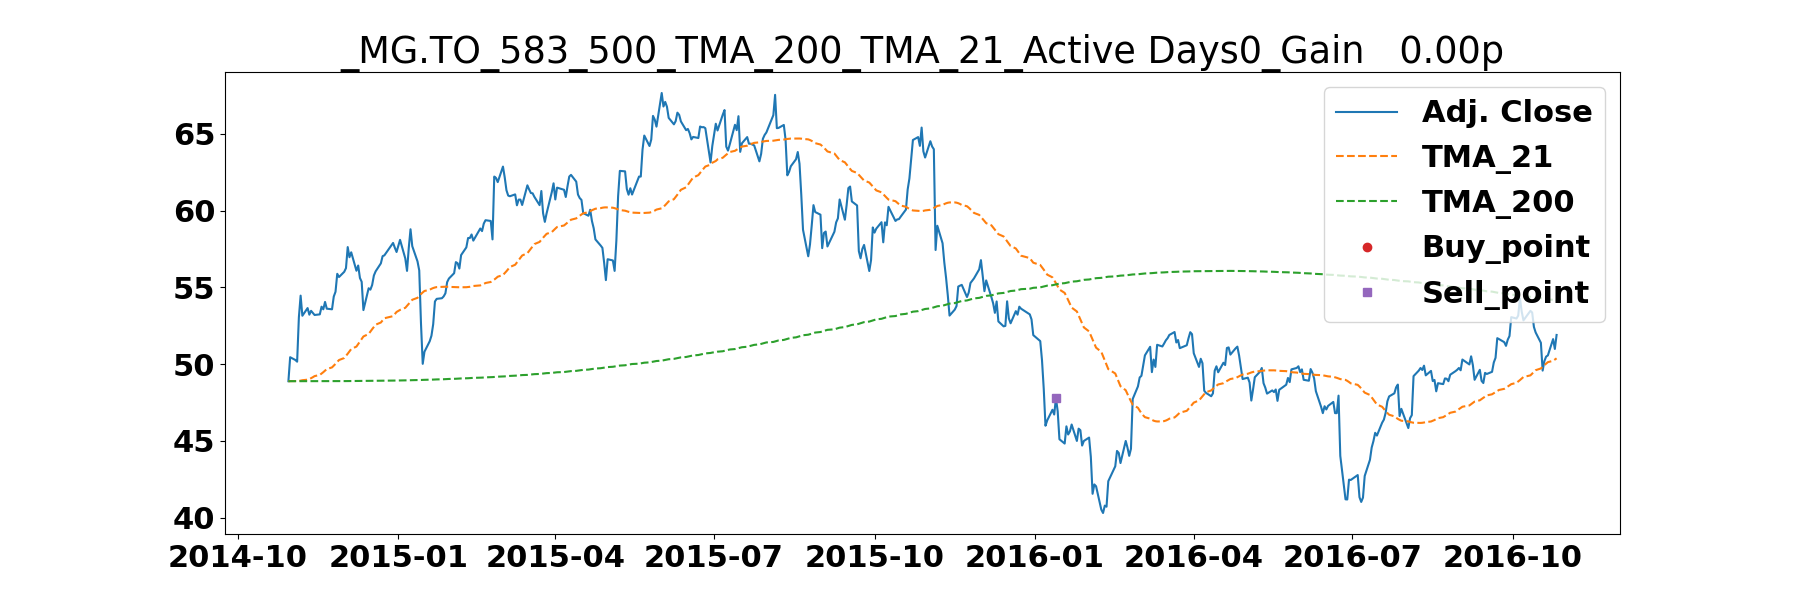 _MG.TO_583_500_TMA_200_TMA_21_Active Days0_Gain   0.00p
Adj. Close
TMA_21
TMA_200
Buy_point
Sell_point
65
60
55
50
45
40
2014-10 2015-01 2015-04 2015-07 2015-10 2016-01 2016-04 2016-07 2016-10